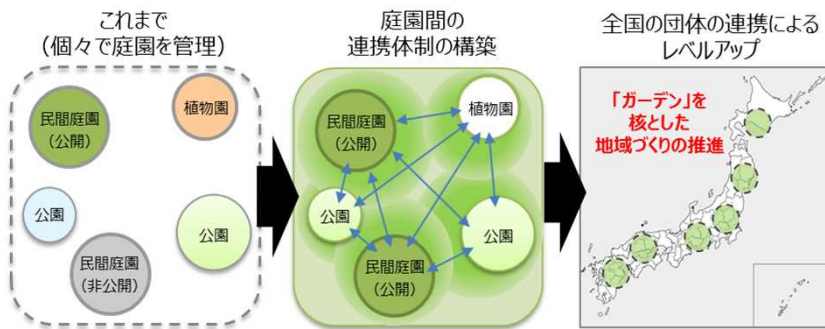 これまで
（個々で庭園を管理）
民間庭園
（公開）
植物園
公園
公園
民間庭園
（非公開）
庭園間の
連携体制の構築
民間庭園
（公開）
植物園
公園
公園
民間庭園
（公開）
全国の団体の連携による
レベルアップ
「ガーデン」を
核とした
地域づくりの推進